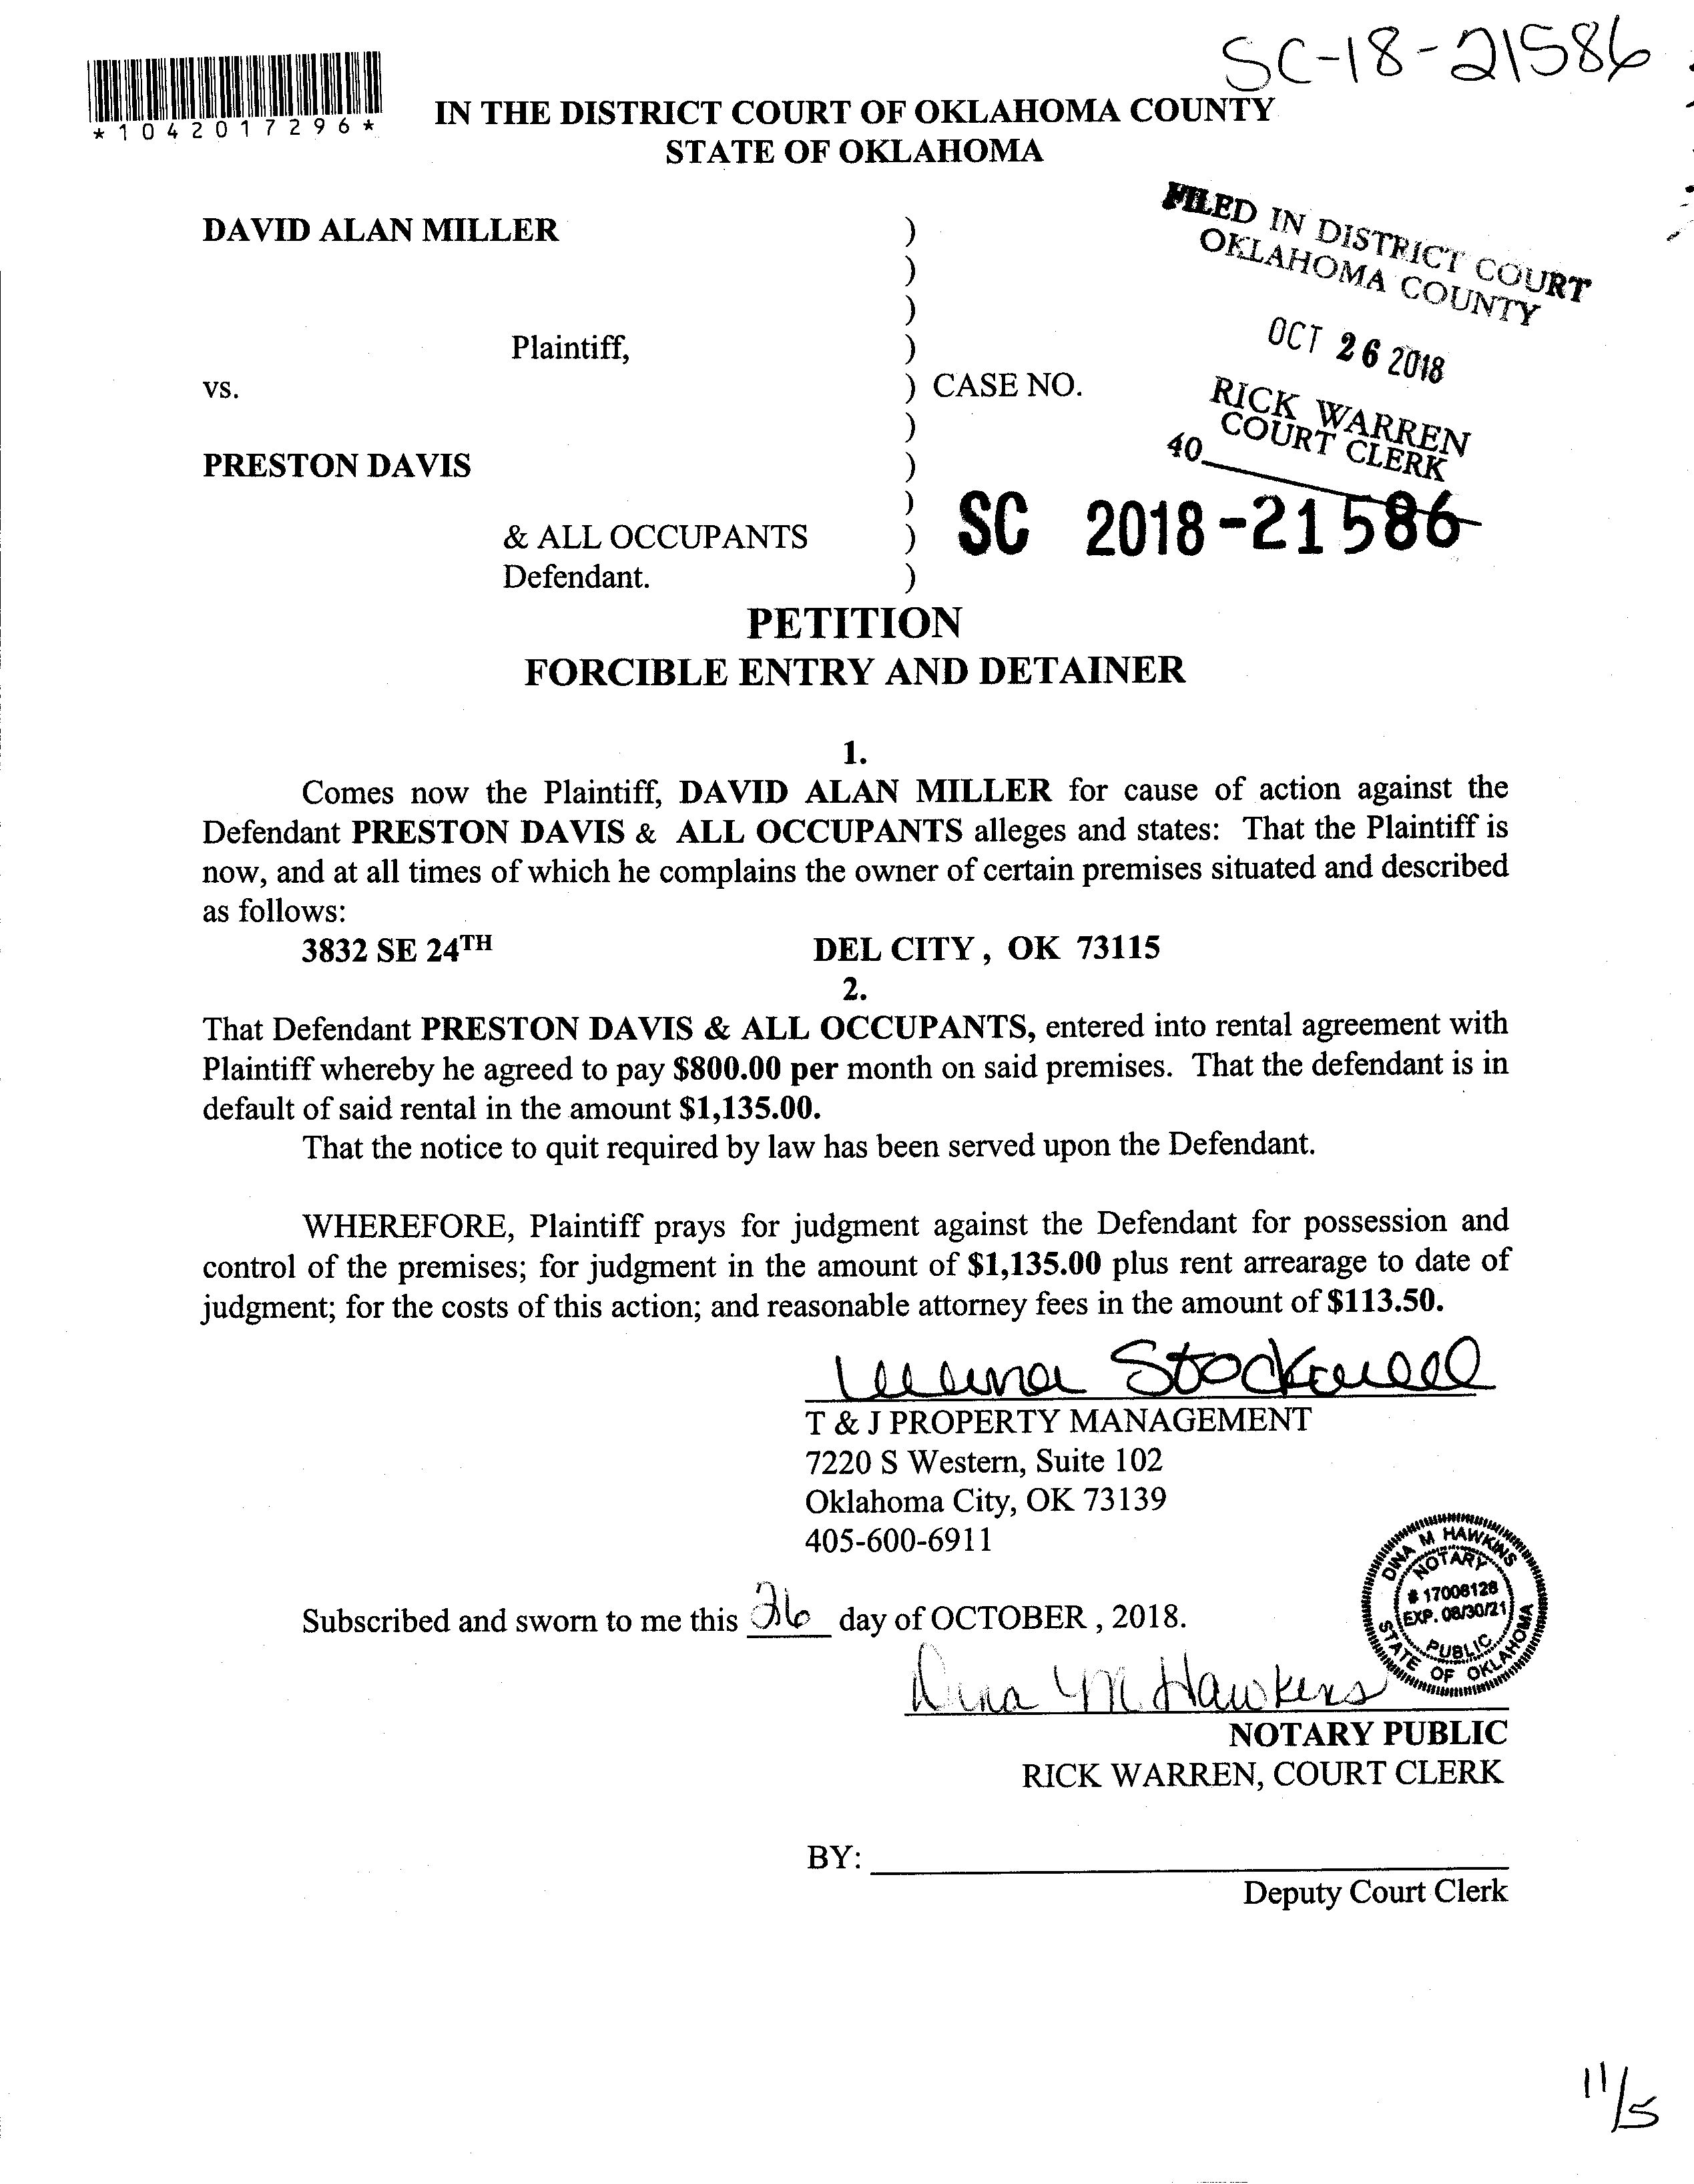 SC-18-21586
*1042017296*
IN THE DISTRICT COURT OF OKLAHOMA COUNTY
STATE OF OKLAHOMA
FILED IN DISTRICT COURT
OKLAHOMA COUNTY
OCT 26 2018
RICK WARREN
COURT CLERK
40
DAVID ALAN MILLER )
)
)
Plaintiff, )
vs. ) CASE NO.
)
PRESTON DAVIS )
)
& ALL OCCUPANTS ) SC 2018-21586
Defendant. )
PETITION
FORCIBLE ENTRY AND DETAINER
1.
Comes now the Plaintiff, DAVID ALAN MILLER for cause of action against the
Defendant PRESTON DAVIS & ALL OCCUPANTS alleges and states: That the Plaintiff is
now, and at all times of which he complains the owner of certain premises situated and described
as follows:
3832 SE 24TH DEL CITY , OK 73115
2.
That Defendant PRESTON DAVIS & ALL OCCUPANTS, entered into rental agreement with
Plaintiff whereby he agreed to pay $800.00 per month on said premises. That the defendant is in
default of said rental in the amount $1,135.00.
That the notice to quit required by law has been served upon the Defendant.
WHEREFORE, Plaintiff prays for judgment against the Defendant for possession and
control of the premises; for judgment in the amount of $1,135.00 plus rent arrearage to date of
judgment; for the costs of this action; and reasonable attorney fees in the amount of $113.50.
Stockwell
T & J PROPERTY MANAGEMENT
7220 S Western, Suite 102
Oklahoma City, OK 73139
405-600-6911
DINA M HAWKINS
NOTARY
# 17006128
EXP. 08/30/21
PUBLIC
STATE OF OKLAHOMA
Subscribed and sworn to me this 26 day of OCTOBER , 2018.
Dina M Hawkins
NOTARY PUBLIC
RICK WARREN, COURT CLERK
BY:
Deputy Court Clerk
11/5